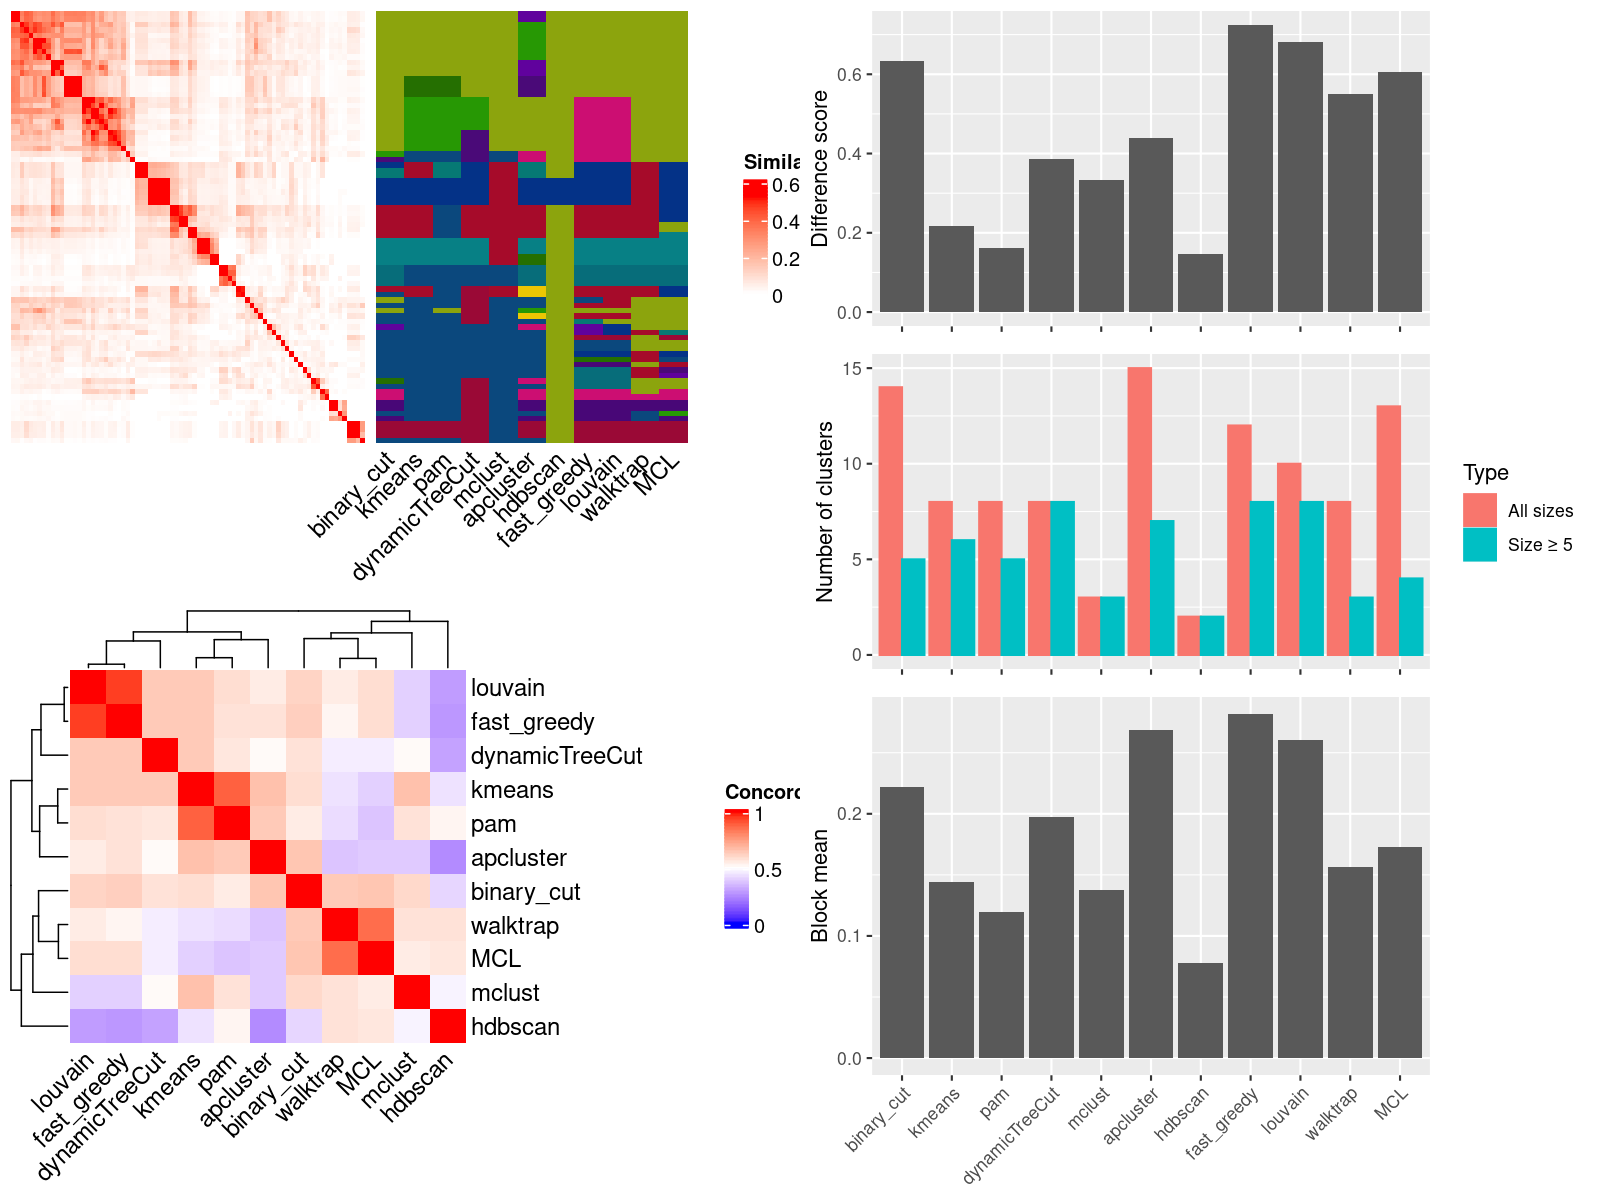 Simila
0.6
0.4
0.2
0
binary_cut
kmeans
pam
dynamicTreeCut
mclust
apcluster
hdbscan
fast_greedy
louvain
walktrap
MCL
louvain
fast_greedy
dynamicTreeCut
kmeans
pam
apcluster
binary_cut
walktrap
MCL
mclust
hdbscan
louvain
fast_greedy
dynamicTreeCut
kmeans
pam
apcluster
binary_cut
walktrap
MCL
mclust
hdbscan
Concord
1
0.5
0
Difference score
0.6
0.4
0.2
0.0
Number of clusters
15
10
5
0
Type
All sizes
Size ≥ 5
Block mean
0.2
0.1
0.0
binary_cut
kmeans
pam
dynamicTreeCut
mclust
apcluster
hdbscan
fast_greedy
louvain
walktrap
MCL